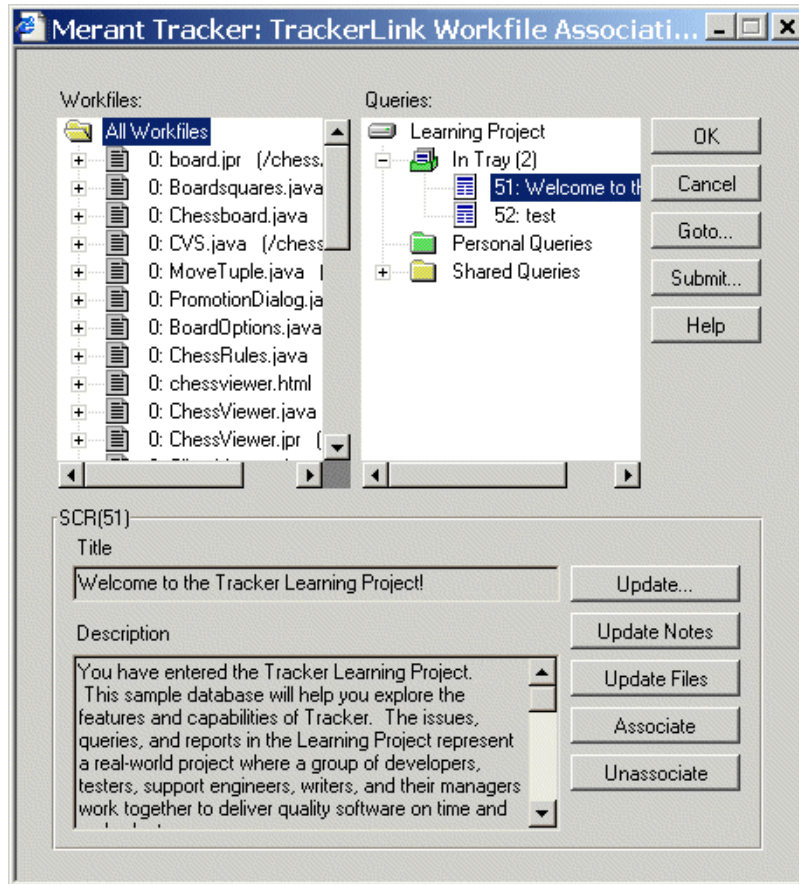 Merant Tracker: TrackerLink Workfile Associati...
Workfiles:
Queries:
All Workfiles
0: board.jpr (/chess.
0: Boardsquares.java
0: Chessboard.java
0: CVS.java (/chess
0: MoveTuple.java (
0: PromotionDialog.ja
0: BoardOptions.java
0: ChessRules.java
0: chessviewer.html
0: ChessViewer.java
0: ChessViewer.jpr (
Learning Project
In Tray (2)
51: Welcome to th
52: test
Personal Queries
Shared Queries
OK
Cancel
Goto...
Submit...
Help
SCR(51)
Title
Welcome to the Tracker Learning Project!
Description
You have entered the Tracker Learning Project.
This sample database will help you explore the
features and capabilities of Tracker. The issues,
queries, and reports in the Learning Project represent
a real-world project where a group of developers,
testers, support engineers, writers, and their managers
work together to deliver quality software on time and
Update...
Update Notes
Update Files
Associate
Unassociate